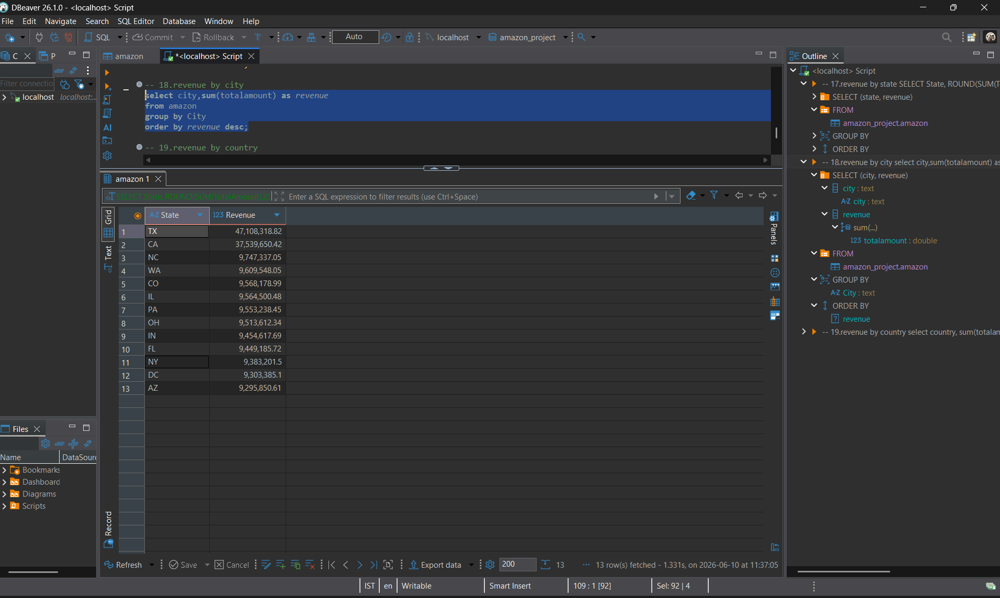 DBeaver 26.1.0 - <localhost> Script
File Edit Navigate Search SQL Editor Database Window Help
SQL Commit Rollback T Auto localhost amazon_project
C P
Filter connectio
localhost localhost:...
amazon *<localhost> Script
-- 18.revenue by city
select city,sum(totalamount) as revenue
from amazon
group by City
order by revenue desc;
-- 19.revenue by country
AI
amazon 1
SELECT State, ROUND(SUM(TotalAmount),2 Enter a SQL expression to filter results (use Ctrl+Space)
Grid
Text
Record
A-Z State 123 Revenue
1 TX 47,108,318.82
2 CA 37,539,650.42
3 NC 9,747,337.05
4 WA 9,609,548.05
5 CO 9,568,178.99
6 IL 9,564,500.48
7 PA 9,553,238.45
8 OH 9,513,612.34
9 IN 9,454,617.69
10 FL 9,449,185.72
11 NY 9,383,201.5
12 DC 9,303,385.1
13 AZ 9,295,850.61
Panels
Refresh Save Cancel Export data 200 13 ... 13 row(s) fetched - 1.331s, on 2026-06-10 at 11:37:05
Files
Name DataSourc
Bookmarks
Dashboard
Diagrams
Scripts
Outline
<localhost> Script
-- 17.revenue by state SELECT State, ROUND(SUM(T
SELECT (state, revenue)
FROM
amazon_project.amazon
GROUP BY
ORDER BY
-- 18.revenue by city select city,sum(totalamount) as
SELECT (city, revenue)
city : text
A-Z city : text
revenue
sum(...)
123 totalamount : double
FROM
amazon_project.amazon
GROUP BY
A-Z City : text
ORDER BY
? revenue
-- 19.revenue by country select country, sum(totalam
IST en Writable Smart Insert 109 : 1 [92] Sel: 92 | 4